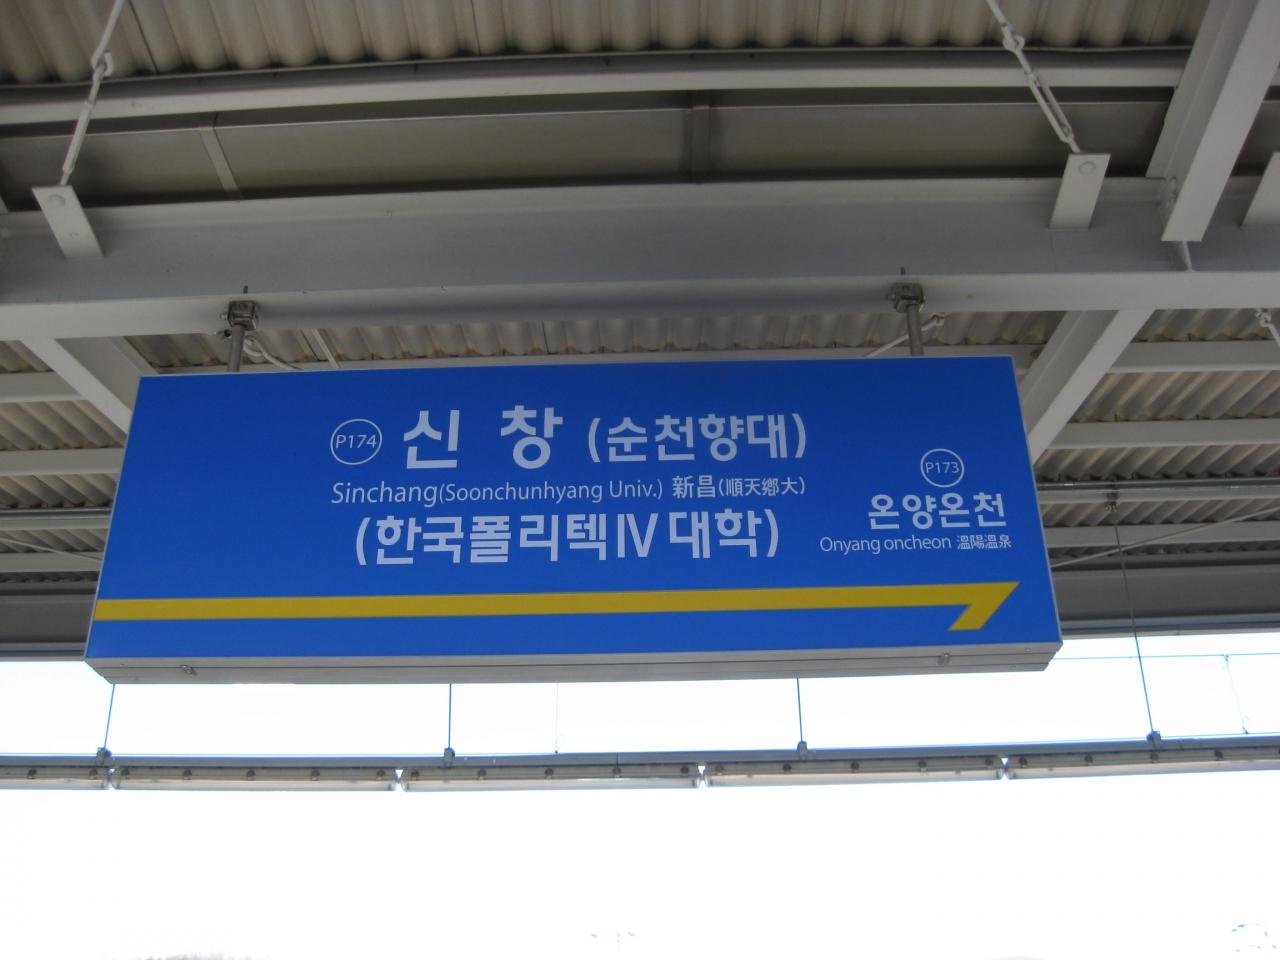 P174 신창 (순천향대)
Sinchang(Soonchunhyang Univ.) 新昌(順天鄉大)
(한국폴리텍Ⅳ대학)
P173
온양온천
Onyang oncheon 溫陽溫泉